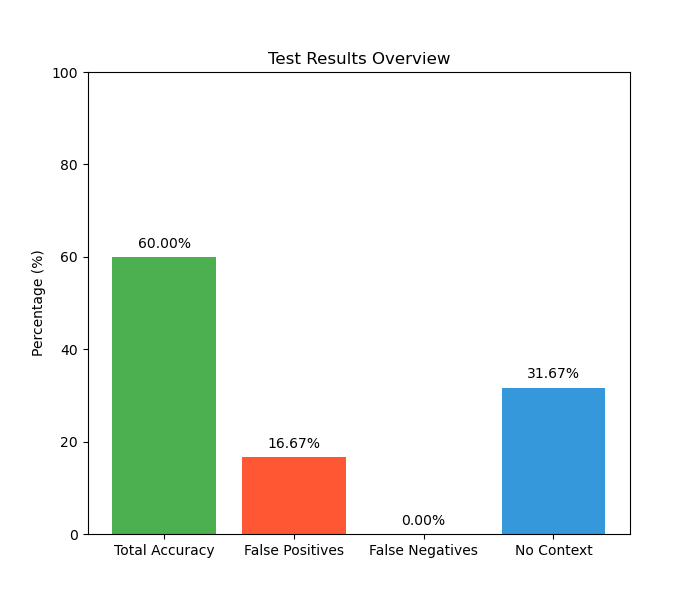 Test Results Overview
Percentage (%)
100
80
60
40
20
0
60.00%
16.67%
0.00%
31.67%
Total Accuracy
False Positives
False Negatives
No Context